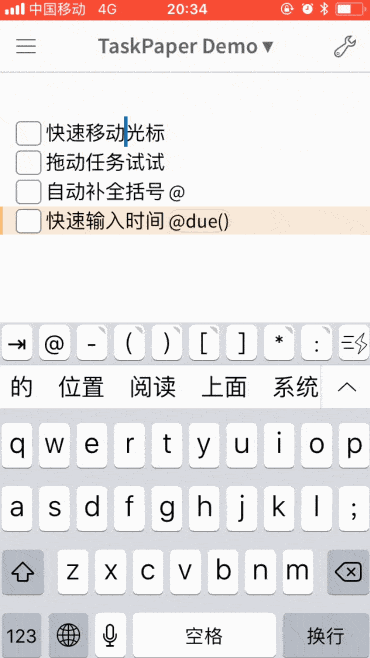 中国移动 4G 20:34
TaskPaper Demo ▾
快速移动光标
拖动任务试试
自动补全括号 @
快速输入时间 @due()
⇥ @ - ( ) [ ] * :
的 位置 阅读 上面 系统
q w e r t y u i o p
a s d f g h j k l ;
z x c v b n m
123 空格 换行